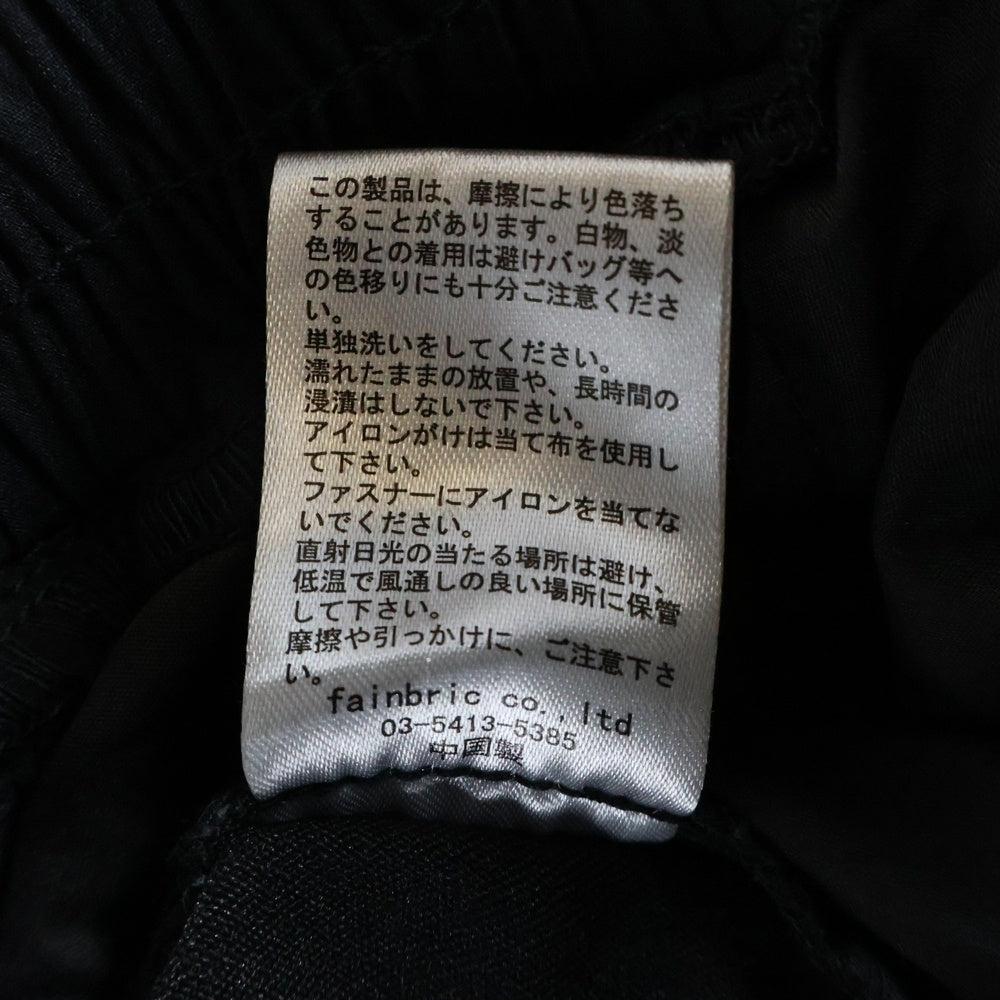 この製品は、摩擦により色落ち
することがあります。白物、淡
色物との着用は避けバッグ等へ
の色移りにも十分ご注意くださ
い。
単独洗いをしてください。
濡れたままの放置や、長時間の
浸漬はしないで下さい。
アイロンがけは当て布を使用し
て下さい。
ファスナーにアイロンを当てな
いでください。
直射日光の当たる場所は避け、
低温で風通しの良い場所に保管
して下さい。
摩擦や引っかけに、ご注意下さ
い。
fainbric co.,ltd
03-5413-5385
中国製